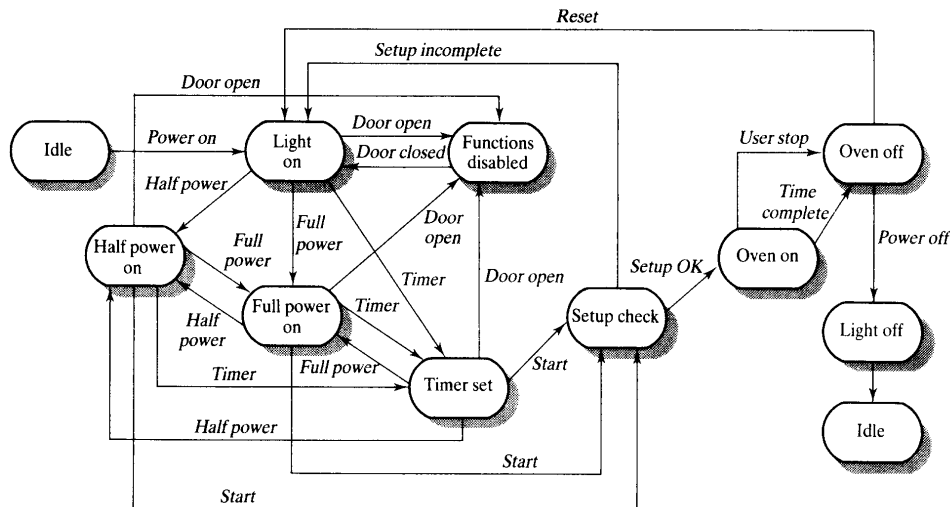 Reset
Setup incomplete
Door open
Idle
Power on
Light
on
Door open
Door closed
Functions
disabled
User stop
Oven off
Half power
Time
complete
Half power
on
Full
power
Full
power
Door
open
Power off
Oven on
Setup OK
Timer
Door open
Full power
on
Timer
Half
power
Setup check
Light off
Full power
Start
Timer
Timer set
Half power
Idle
Start
Start